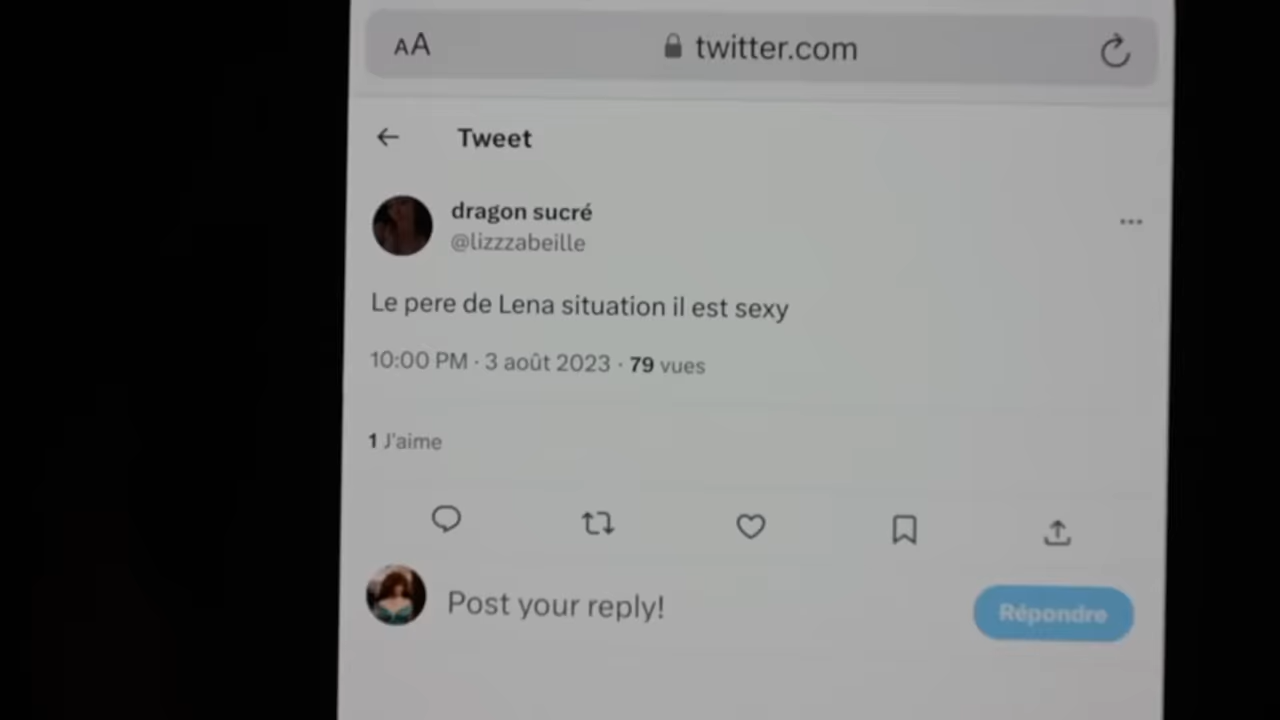 AA twitter.com
Tweet
dragon sucré
@lizzzabeille
Le pere de Lena situation il est sexy
10:00 PM · 3 août 2023 · 79 vues
1 J'aime
Post your reply!
Répondre